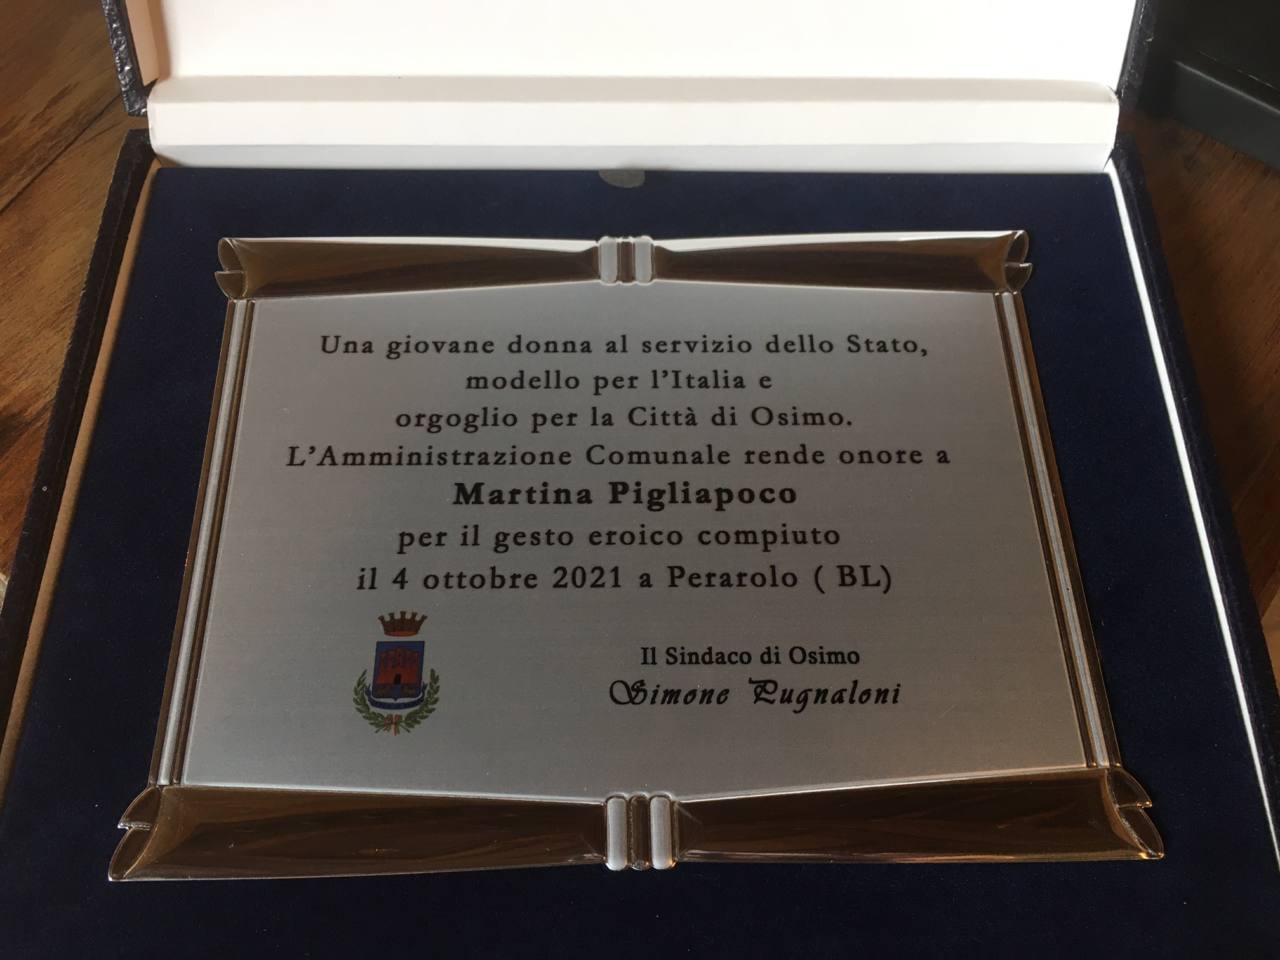 Una giovane donna al servizio dello Stato,
modello per l'Italia e
orgoglio per la Città di Osimo.
L'Amministrazione Comunale rende onore a
Martina Pigliapoco
per il gesto eroico compiuto
il 4 ottobre 2021 a Perarolo ( BL)
Il Sindaco di Osimo
Simone Pugnaloni